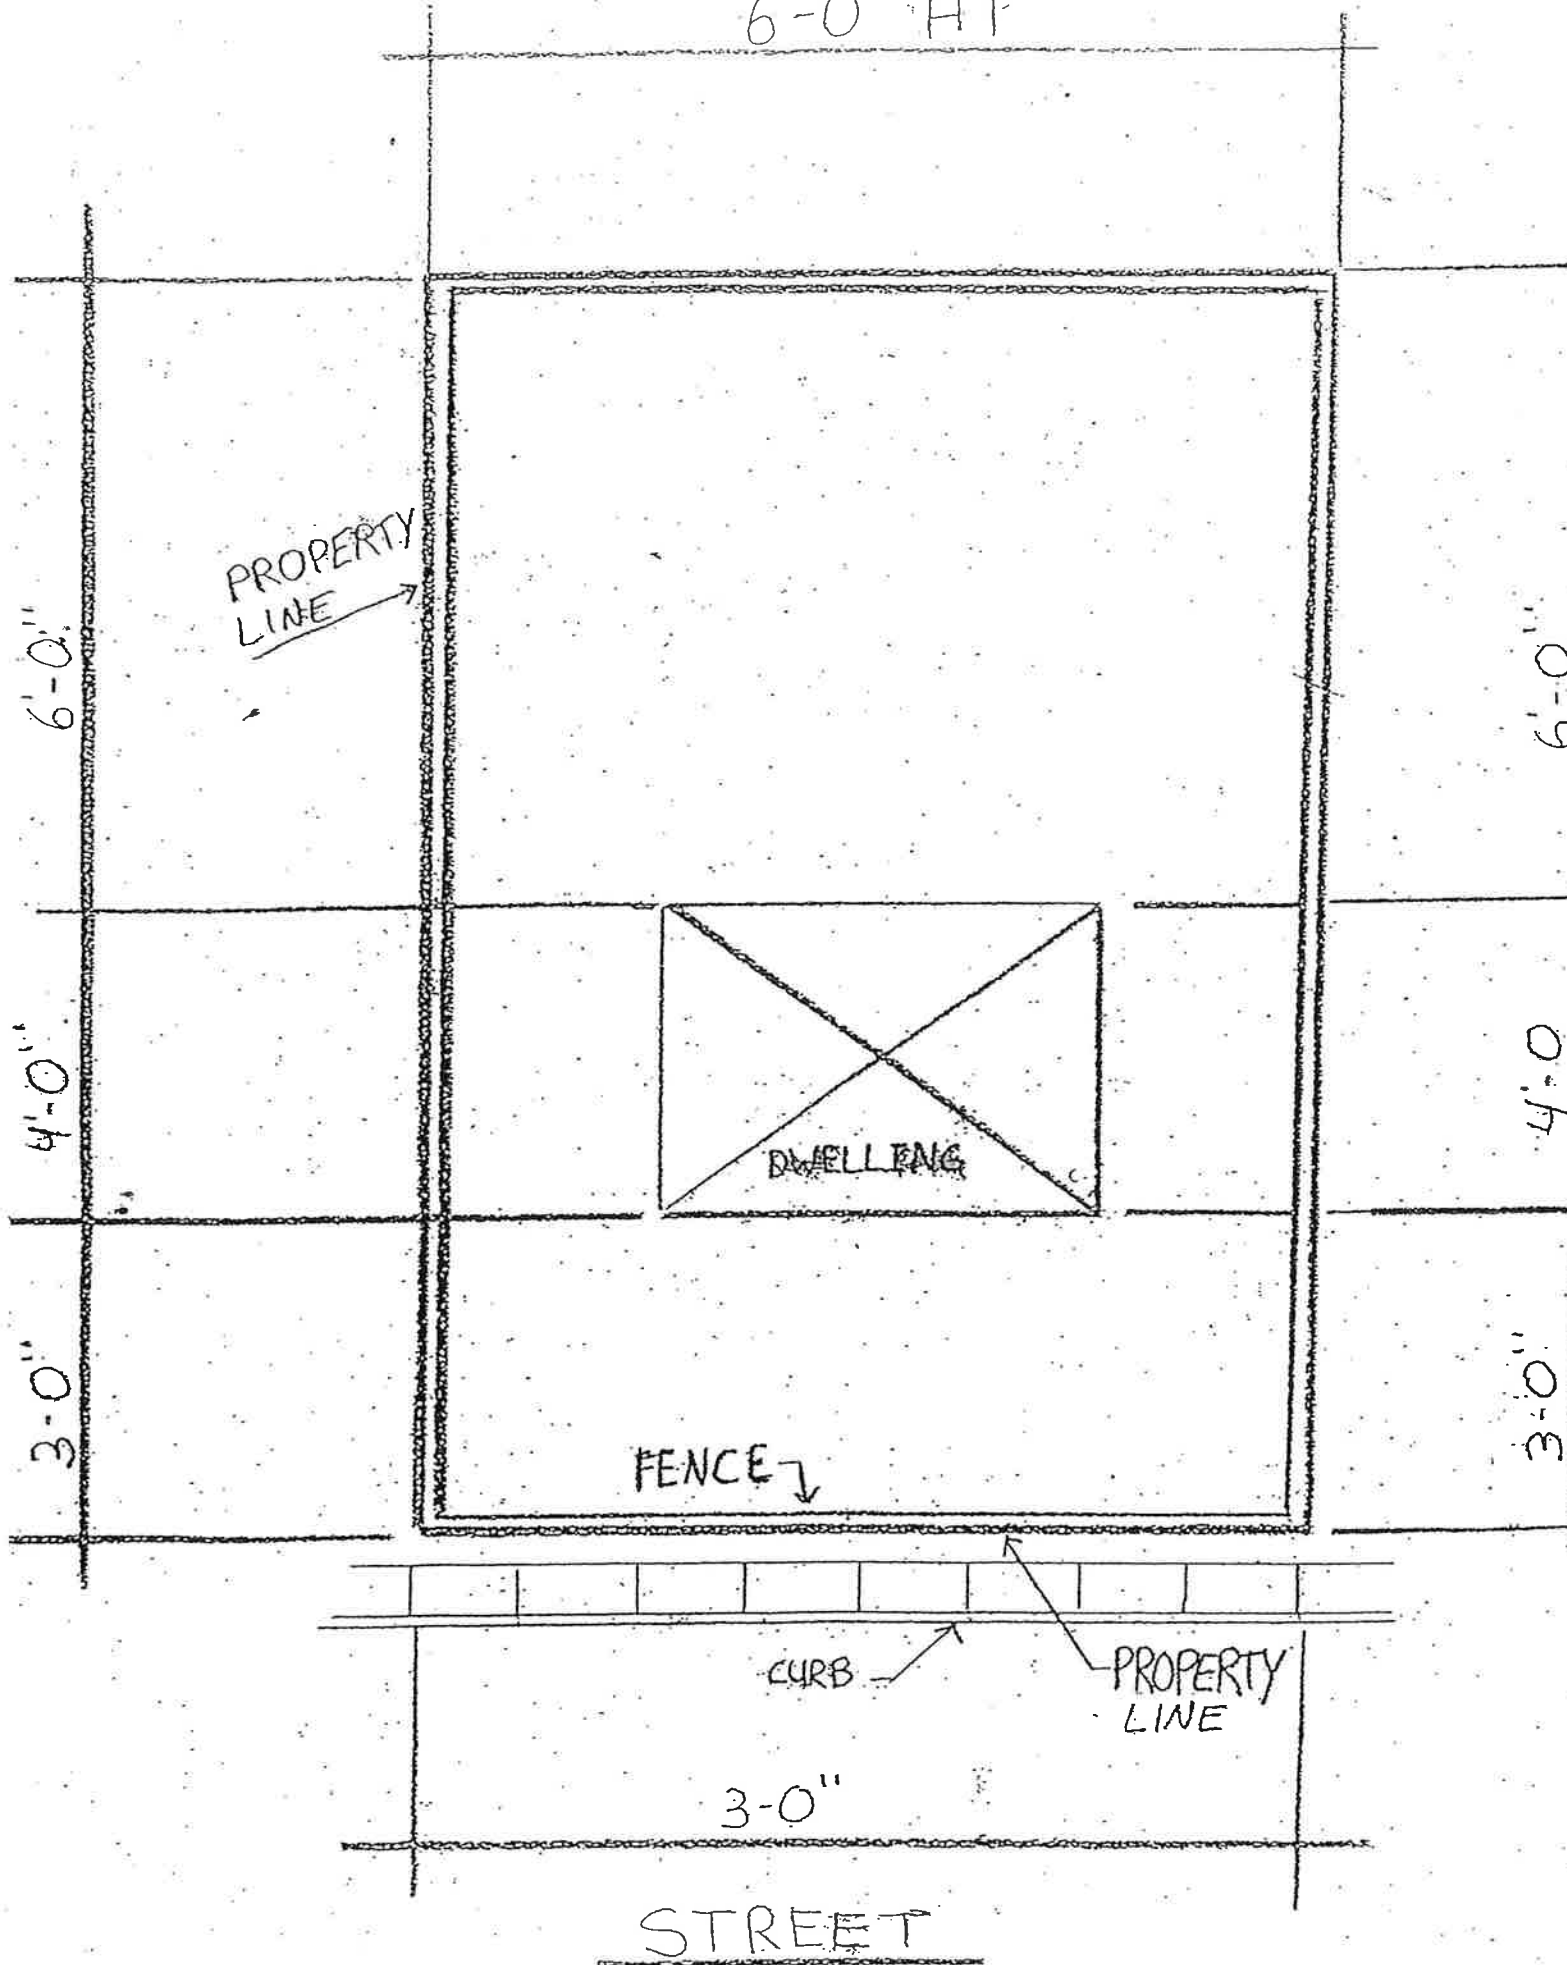 6-0" HT
PROPERTY
LINE
6'-0"
6'-0"
4'-0"
4'-0
DWELLING
3-0"
3-0"
FENCE
CURB
PROPERTY
LINE
3-0"
STREET